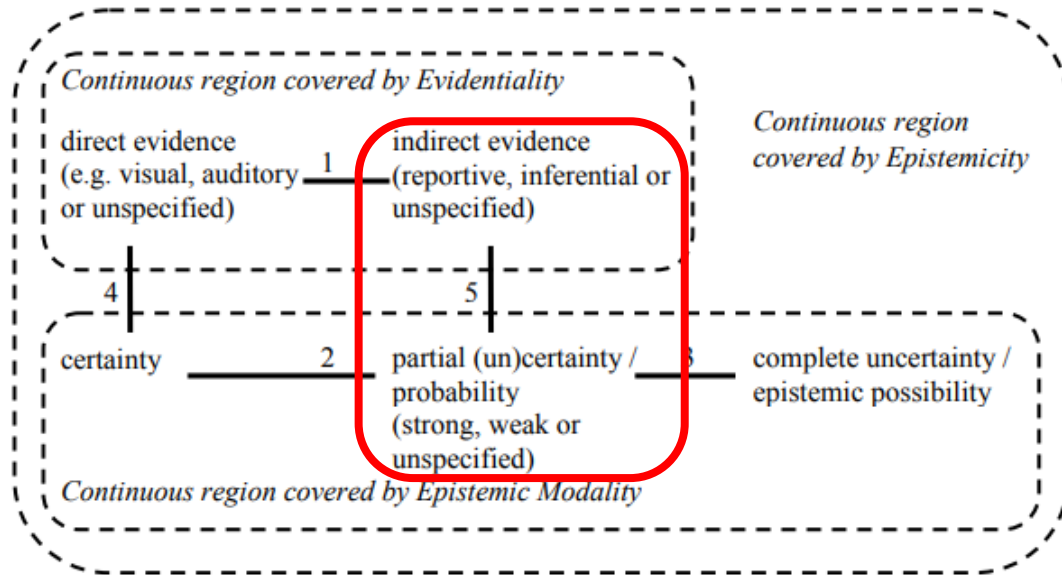 Continuous region covered by Evidentiality
direct evidence
(e.g. visual, auditory
or unspecified)
1
indirect evidence
(reportive, inferential or
unspecified)
Continuous region
covered by Epistemicity
4
5
certainty
2
partial (un)certainty /
probability
(strong, weak or
unspecified)
3
complete uncertainty /
epistemic possibility
Continuous region covered by Epistemic Modality